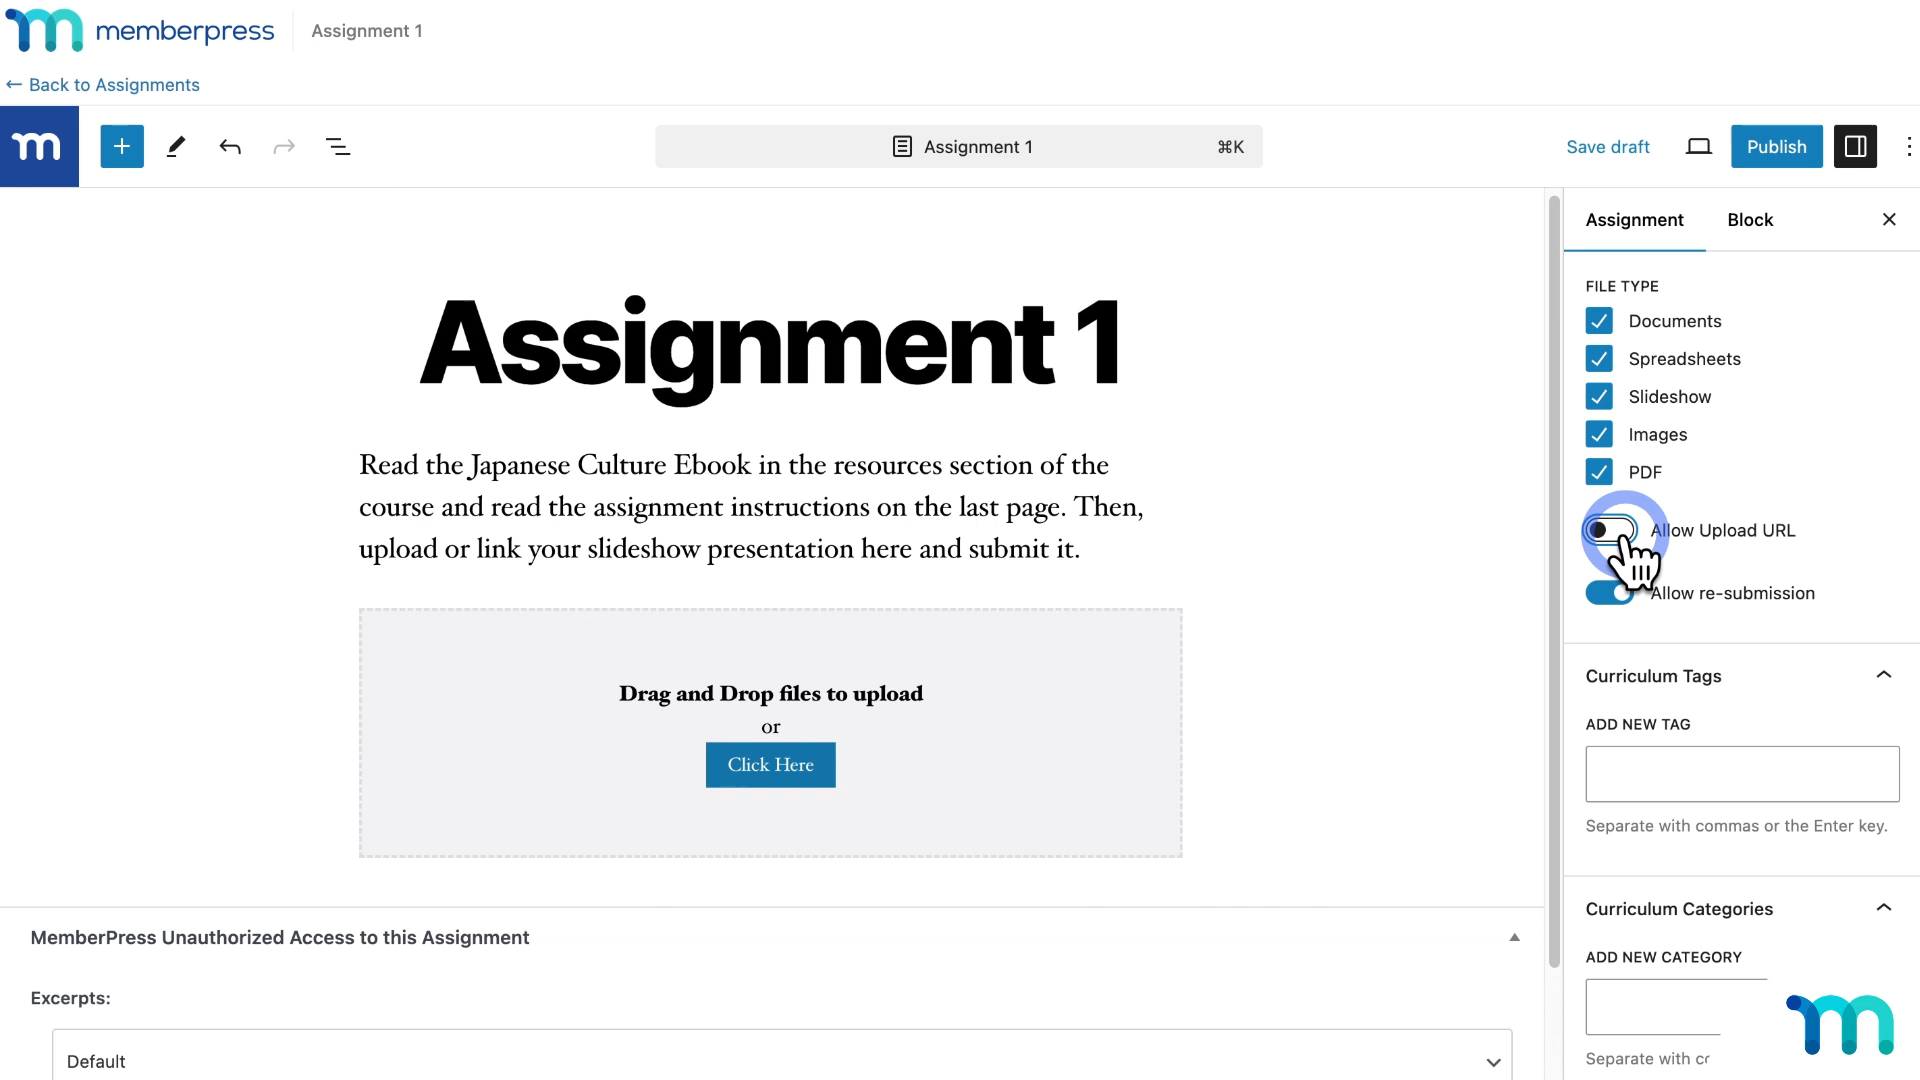 memberpress
Assignment 1
← Back to Assignments
Assignment 1
⌘K
Save draft
Publish
Assignment
Block
Assignment 1
Read the Japanese Culture Ebook in the resources section of the
course and read the assignment instructions on the last page. Then,
upload or link your slideshow presentation here and submit it.
Drag and Drop files to upload
or
Click Here
MemberPress Unauthorized Access to this Assignment
Excerpts:
Default
FILE TYPE
Documents
Spreadsheets
Slideshow
Images
PDF
Allow Upload URL
Allow re-submission
Curriculum Tags
ADD NEW TAG
Separate with commas or the Enter key.
Curriculum Categories
ADD NEW CATEGORY
Separate with